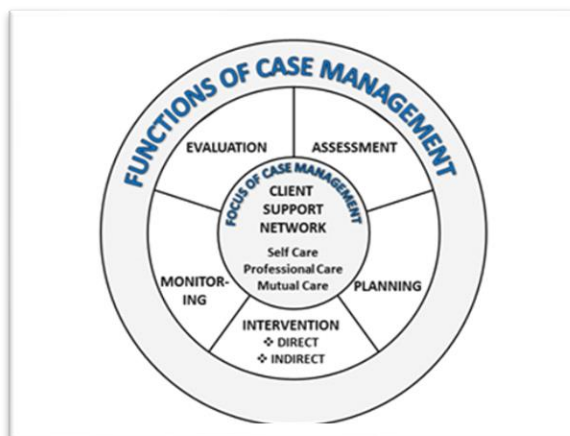 FUNCTIONS OF CASE MANAGEMENT
EVALUATION
ASSESSMENT
FOCUS OF CASE MANAGEMENT
CLIENT
SUPPORT
NETWORK
Self Care
Professional Care
Mutual Care
MONITOR-
ING
PLANNING
INTERVENTION
❖ DIRECT
❖ INDIRECT